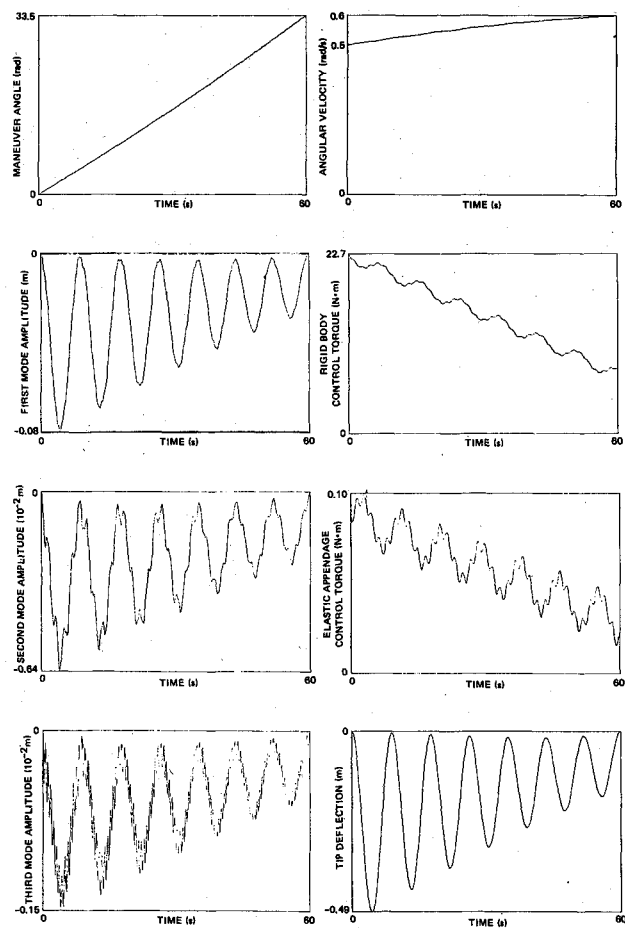 33.5
MANEUVER ANGLE (rad)
0
0
TIME (s)
60
0.6
0.5
ANGULAR VELOCITY (rad/s)
0
0
TIME (s)
60
0
FIRST MODE AMPLITUDE (m)
-0.08
0
TIME (s)
60
22.7
RIGID BODY
CONTROL TORQUE (N•m)
0
0
TIME (s)
60
0
SECOND MODE AMPLITUDE (10-2 m)
-0.64
0
TIME (s)
60
0.10
ELASTIC APPENDAGE
CONTROL TORQUE (N•m)
0
0
TIME (s)
60
0
THIRD MODE AMPLITUDE (10-2 m)
-0.15
0
TIME (s)
60
0
TIP DEFLECTION (m)
-0.49
0
TIME (s)
60